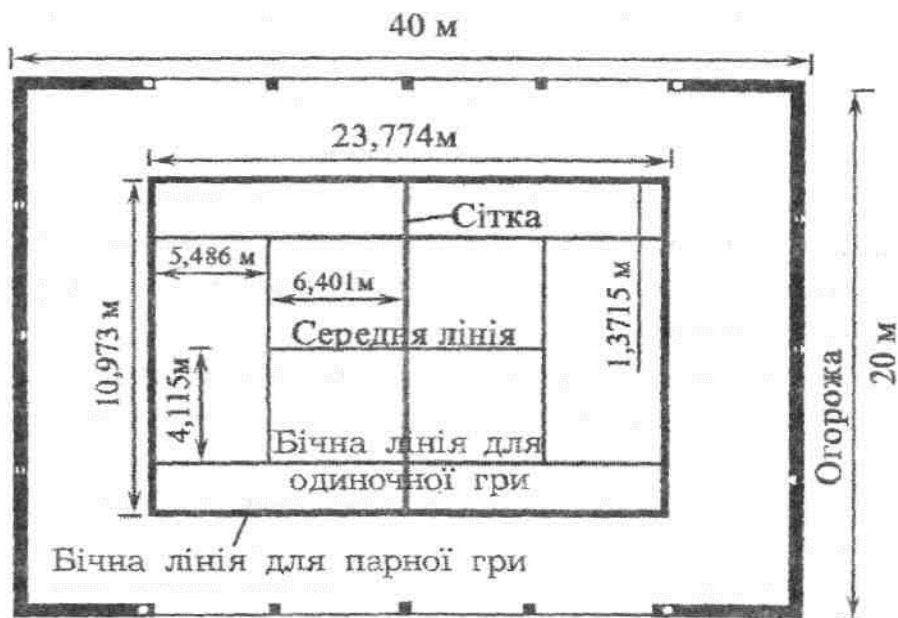 40 м
23,774м
Сітка
5,486 м
6,401м
1,3715 м
Середня лінія
10,973 м
4,115м
20 м
Огорожа
Бічна лінія для
одиночної гри
Бічна лінія для парної гри